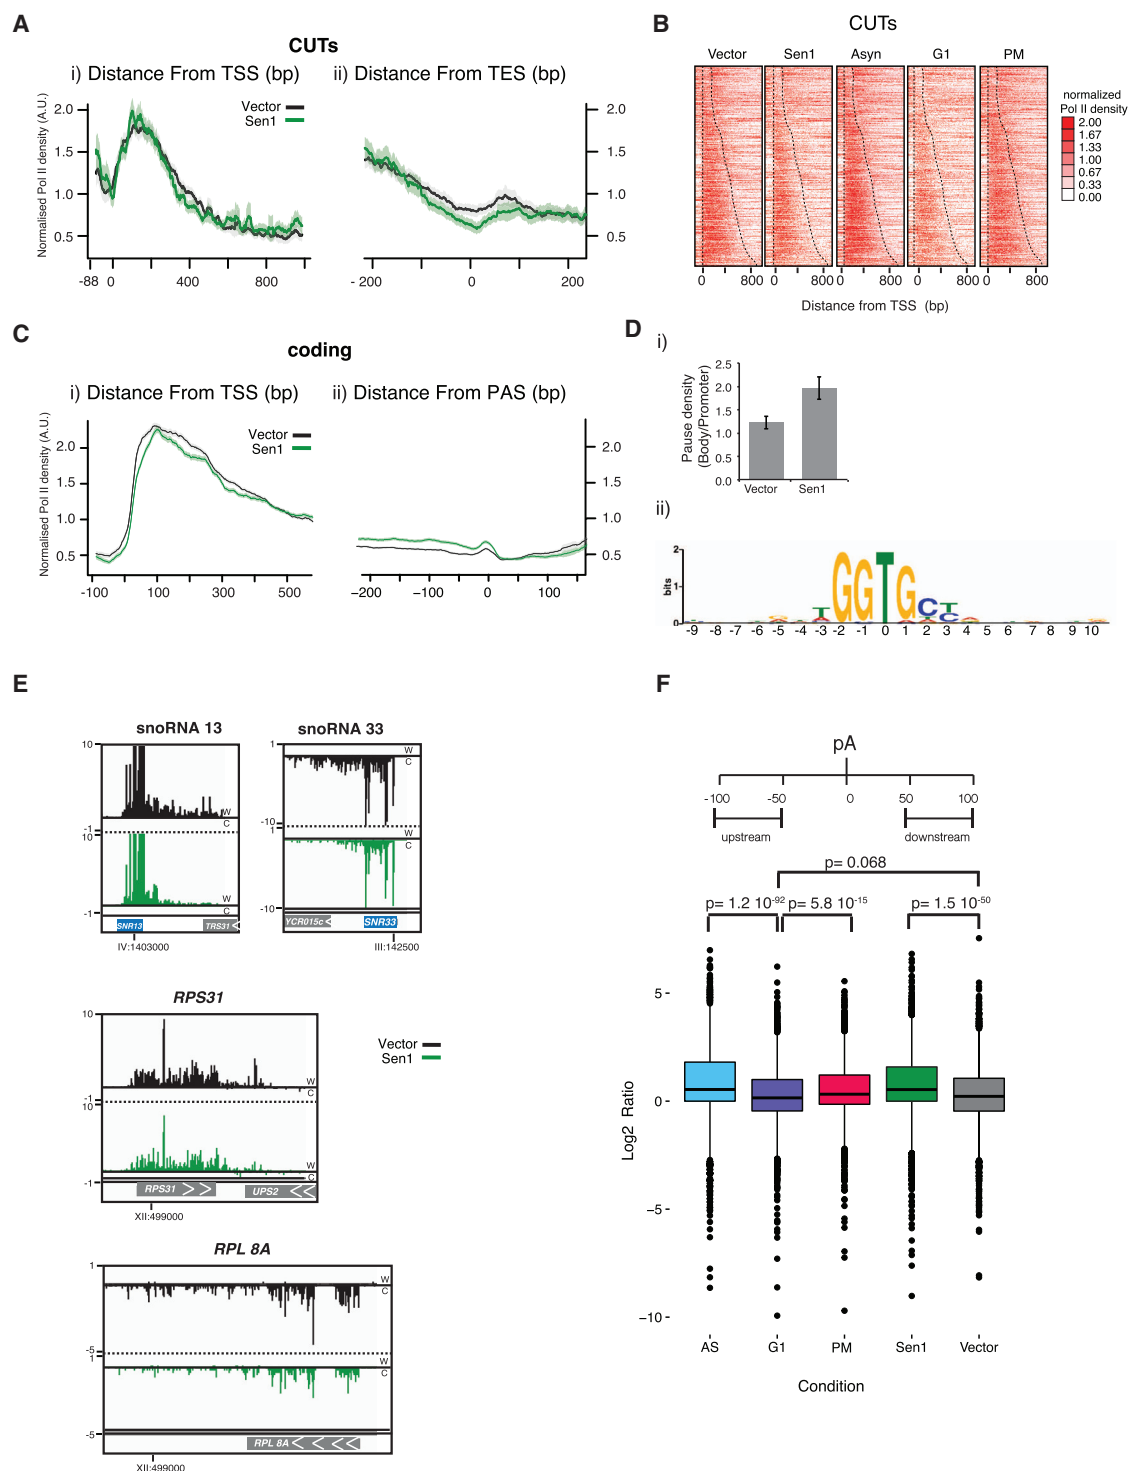 A
CUTs
i) Distance From TSS (bp)
ii) Distance From TES (bp)
Normalised Pol II density (A.U.)
Vector
Sen1
2.0
1.5
1.0
0.5
-88 0 400 800
2.0
1.5
1.0
0.5
- 200 0 200
B
CUTs
Vector Sen1 Asyn G1 PM
normalized
Pol II density
2.00
1.67
1.33
1.00
0.67
0.33
0.00
0 800 0 800 0 800 0 800 0 800
Distance from TSS (bp)
C
coding
i) Distance From TSS (bp)
ii) Distance From PAS (bp)
Normalised Pol II density (A.U.)
Vector
Sen1
2.0
1.5
1.0
0.5
-100 0 100 300 500
2.0
1.5
1.0
0.5
-200 -100 0 100
D
i)
Pause density
(Body/Promoter)
2.5
2.0
1.5
1.0
0.5
0.0
Vector Sen1
ii)
bits
2
1
0
T GGTG C T
C
-9 -8 -7 -6 -5 -4 -3 -2 -1 0 1 2 3 4 5 6 7 8 9 10
E
snoRNA 13
10
W
C
-1
10
W
C
-1
SNR13 TRS31
IV:1403000
snoRNA 33
1
W
C
-10
1
-10
YCR015c SNR33
III:142500
RPS31
10
W
C
-1
10
W
C
-1
RPS31 UPS2
XII:499000
Vector
Sen1
RPL 8A
1
W
C
-5
1
W
C
-5
RPL 8A
XII:499000
F
pA
-100 -50 0 50 100
upstream downstream
p= 0.068
p= 1.2 10-92 p= 5.8 10-15 p= 1.5 10-50
Log2 Ratio
5
0
−5
−10
AS G1 PM Sen1 Vector
Condition